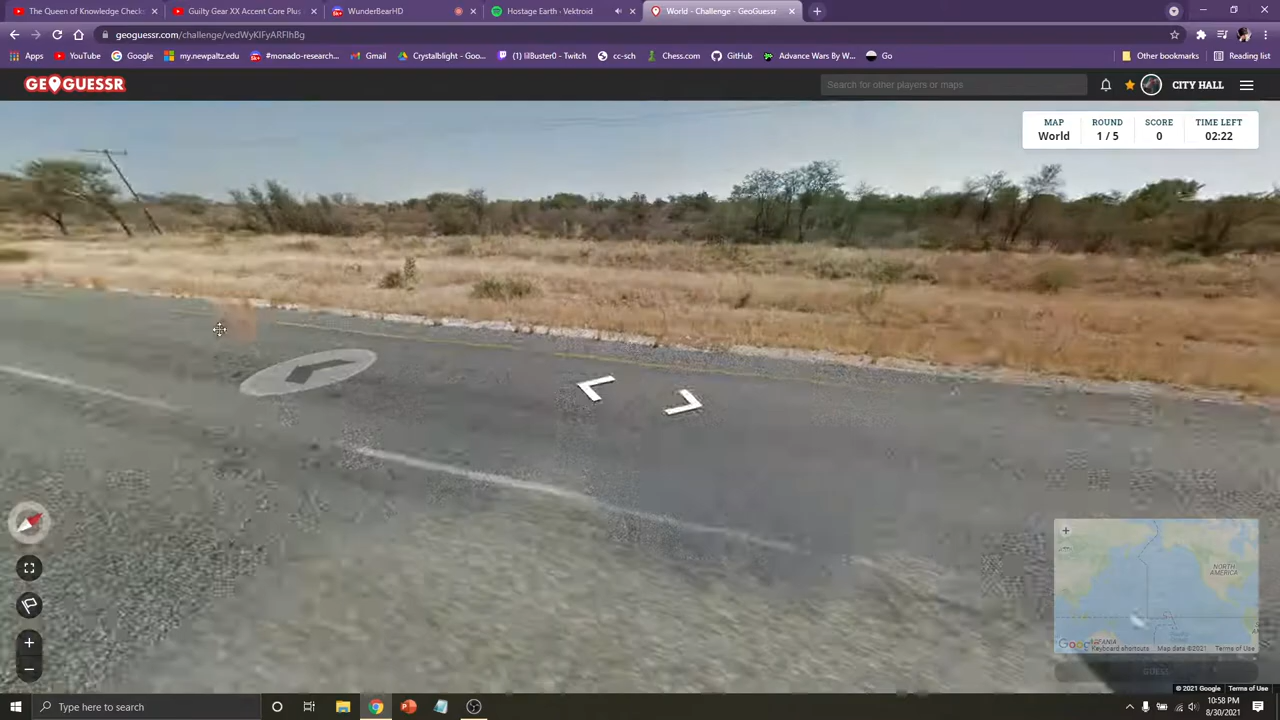 The Queen of Knowledge Check
Guilty Gear XX Accent Core Plus
WunderBearHD
Hostage Earth · Vektroid
World - Challenge - GeoGuessr
geoguessr.com/challenge/vedWyKIFyARFIhBg
Apps
YouTube
Google
my.newpaltz.edu
#monado-research...
Gmail
Crystalblight - Goo...
(1) lilBuster0 - Twitch
cc-sch
Chess.com
GitHub
Advance Wars By W...
Go
Other bookmarks
Reading list
GEOGUESSR
Search for other players or maps
CITY HALL
MAP
World
ROUND
1 / 5
SCORE
0
TIME LEFT
02:22
NORTH
AMERICA
Google
Keyboard shortcuts
Map data ©2021
Terms of Use
GUESS
© 2021 Google
Terms of Use
Type here to search
10:58 PM
8/30/2021